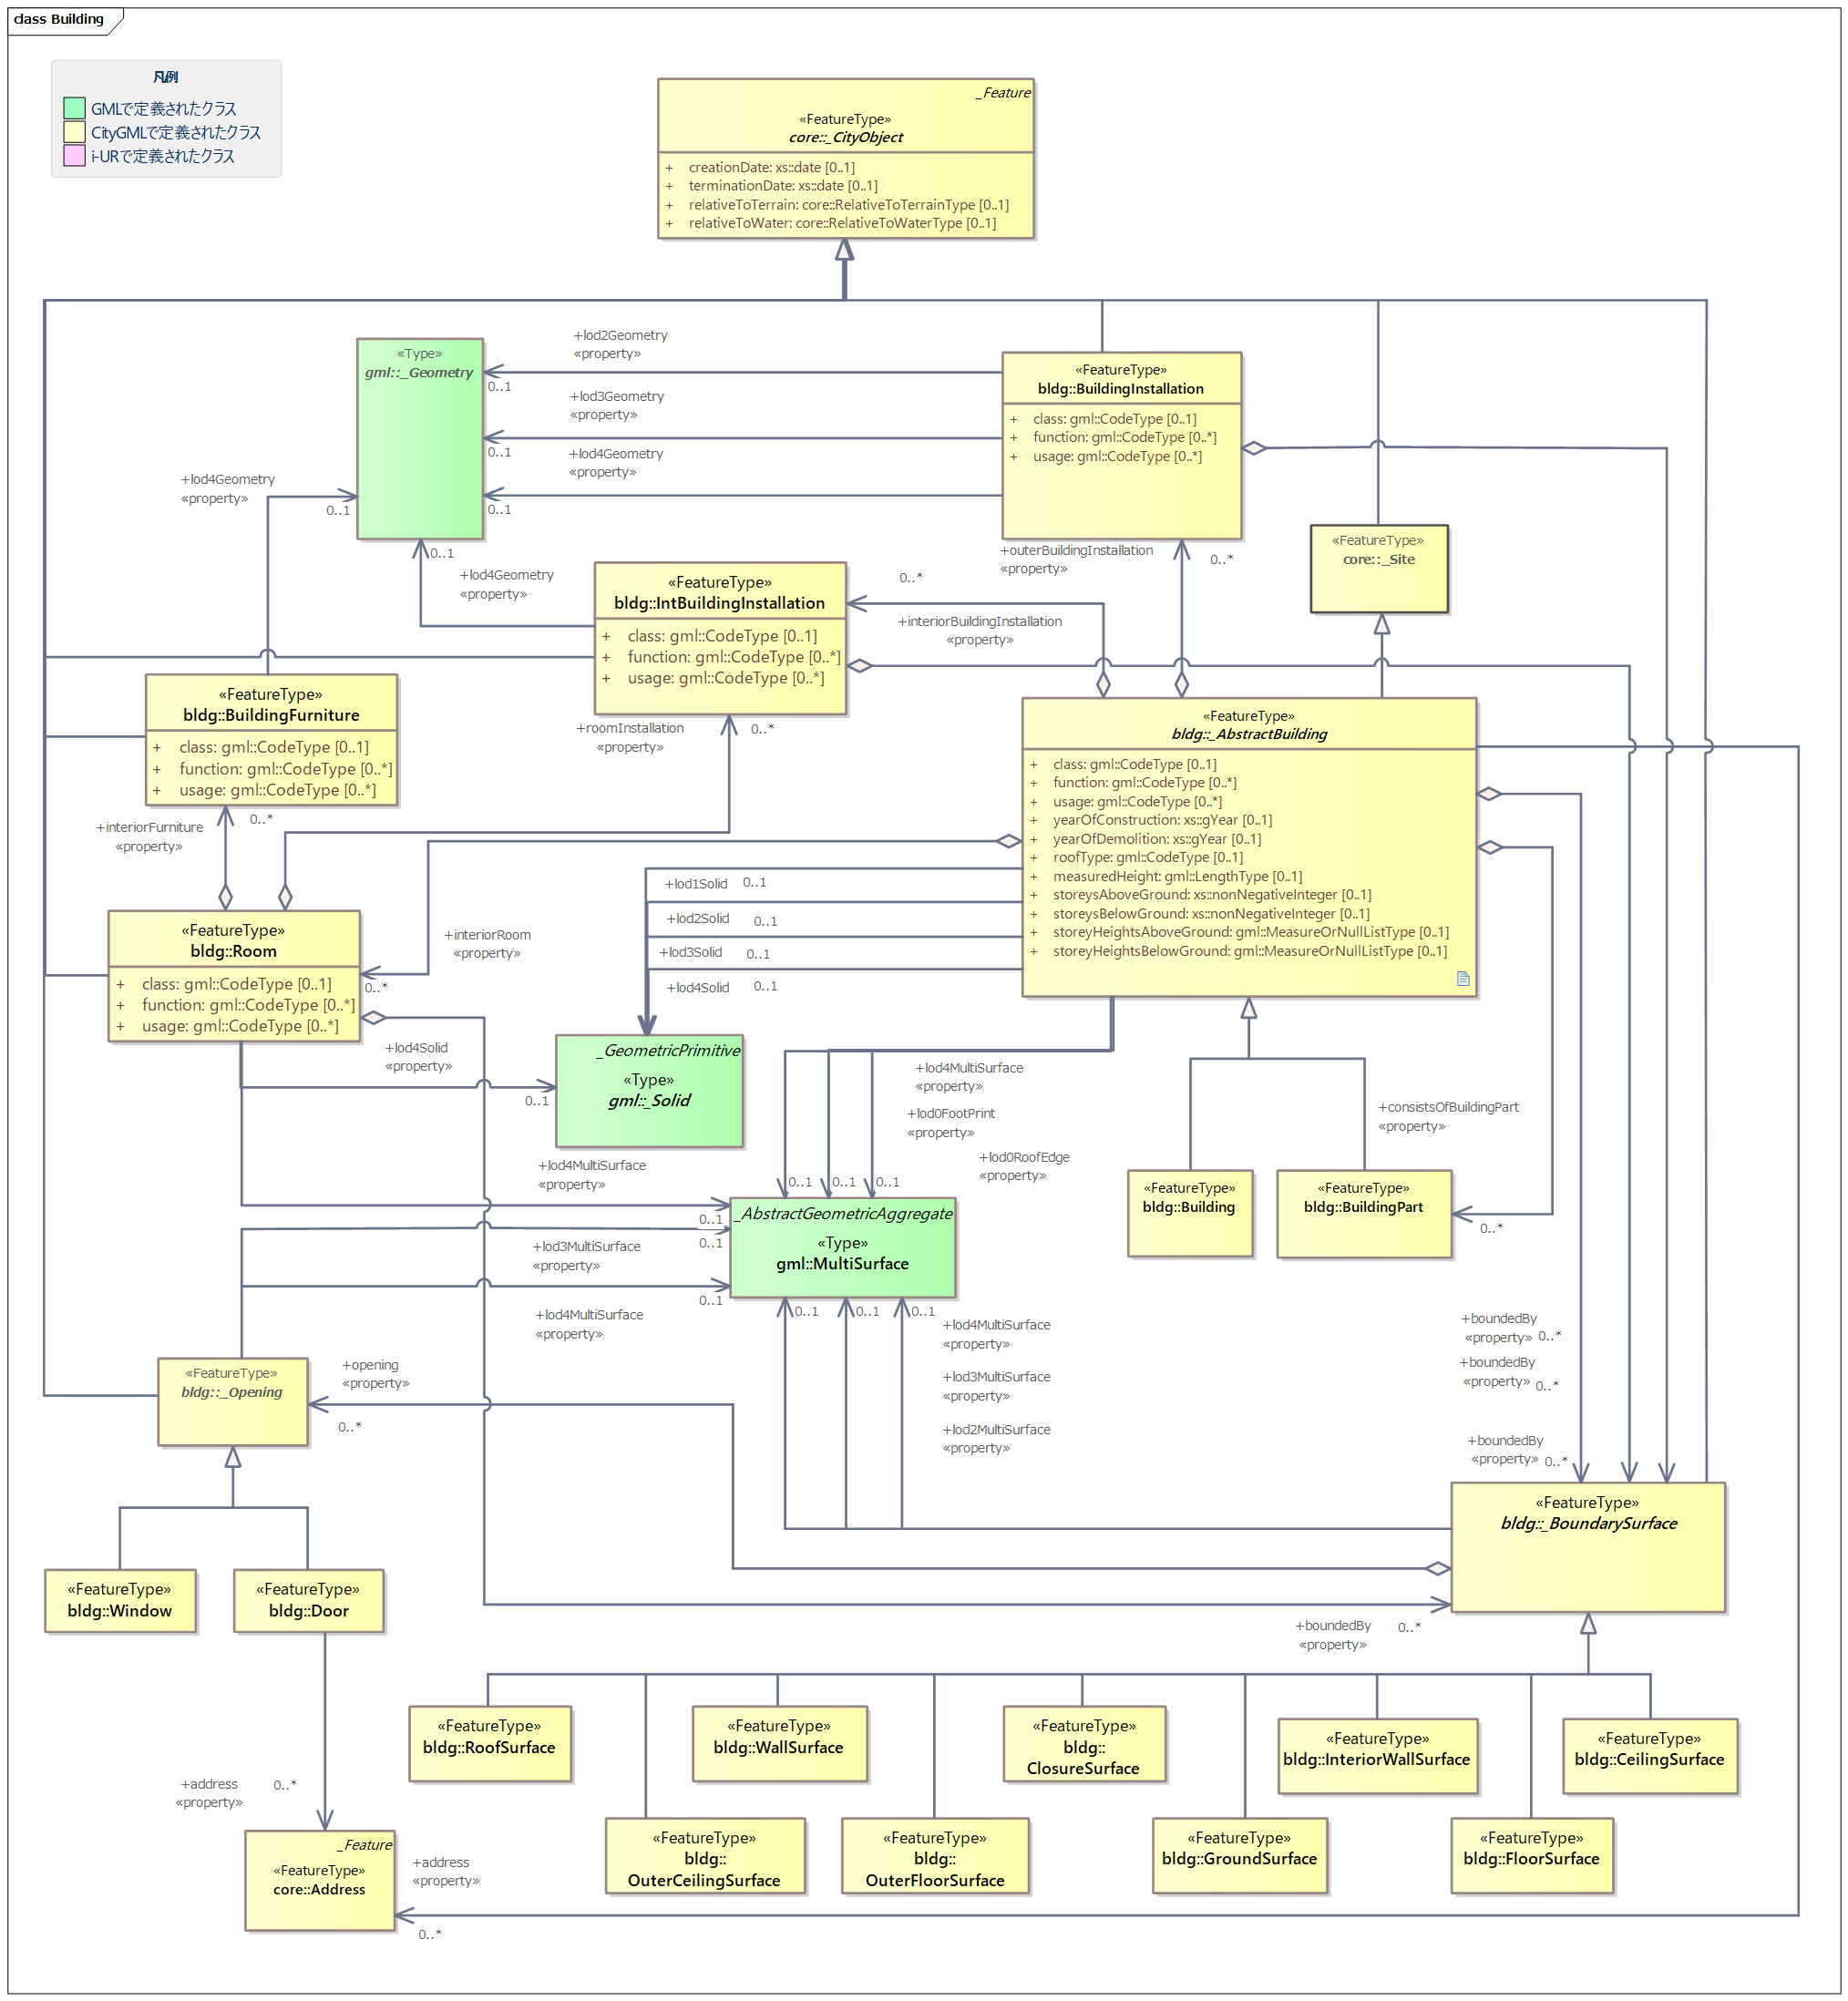 class Building
凡例
GMLで定義されたクラス
CityGMLで定義されたクラス
i-URで定義されたクラス
_Feature
«FeatureType»
core::_CityObject
+ creationDate: xs::date [0..1]
+ terminationDate: xs::date [0..1]
+ relativeToTerrain: core::RelativeToTerrainType [0..1]
+ relativeToWater: core::RelativeToWaterType [0..1]
«Type»
gml::_Geometry
+lod2Geometry
«property»
0..1
+lod3Geometry
«property»
0..1
+lod4Geometry
«property»
0..1
«FeatureType»
bldg::BuildingInstallation
+ class: gml::CodeType [0..1]
+ function: gml::CodeType [0..*]
+ usage: gml::CodeType [0..*]
+lod4Geometry
«property»
0..1
0..1
+lod4Geometry
«property»
+outerBuildingInstallation
«property»
0..*
«FeatureType»
core::_Site
«FeatureType»
bldg::IntBuildingInstallation
+ class: gml::CodeType [0..1]
+ function: gml::CodeType [0..*]
+ usage: gml::CodeType [0..*]
0..*
+interiorBuildingInstallation
«property»
«FeatureType»
bldg::BuildingFurniture
+ class: gml::CodeType [0..1]
+ function: gml::CodeType [0..*]
+ usage: gml::CodeType [0..*]
+roomInstallation
«property»
0..*
«FeatureType»
bldg::_AbstractBuilding
+ class: gml::CodeType [0..1]
+ function: gml::CodeType [0..*]
+ usage: gml::CodeType [0..*]
+ yearOfConstruction: xs::gYear [0..1]
+ yearOfDemolition: xs::gYear [0..1]
+ roofType: gml::CodeType [0..1]
+ measuredHeight: gml::LengthType [0..1]
+ storeysAboveGround: xs::nonNegativeInteger [0..1]
+ storeysBelowGround: xs::nonNegativeInteger [0..1]
+ storeyHeightsAboveGround: gml::MeasureOrNullListType [0..1]
+ storeyHeightsBelowGround: gml::MeasureOrNullListType [0..1]
+interiorFurniture
«property»
0..*
+lod1Solid 0..1
+lod2Solid 0..1
+lod3Solid 0..1
+lod4Solid 0..1
«FeatureType»
bldg::Room
+ class: gml::CodeType [0..1]
+ function: gml::CodeType [0..*]
+ usage: gml::CodeType [0..*]
+interiorRoom
«property»
0..*
+lod4Solid
«property»
0..1
_GeometricPrimitive
«Type»
gml::_Solid
+lod4MultiSurface
«property»
+lod0FootPrint
«property»
+lod0RoofEdge
«property»
0..1
0..1
0..1
+consistsOfBuildingPart
«property»
«FeatureType»
bldg::Building
«FeatureType»
bldg::BuildingPart
0..*
+lod4MultiSurface
«property»
0..1
0..1
+lod3MultiSurface
«property»
0..1
+lod4MultiSurface
«property»
_AbstractGeometricAggregate
«Type»
gml::MultiSurface
0..1
0..1
0..1
+lod4MultiSurface
«property»
+lod3MultiSurface
«property»
+lod2MultiSurface
«property»
+boundedBy
«property» 0..*
+boundedBy
«property» 0..*
+boundedBy
«property» 0..*
«FeatureType»
bldg::_Opening
+opening
«property»
0..*
«FeatureType»
bldg::_BoundarySurface
«FeatureType»
bldg::Window
«FeatureType»
bldg::Door
+boundedBy
«property»
0..*
«FeatureType»
bldg::RoofSurface
«FeatureType»
bldg::WallSurface
«FeatureType»
bldg::
ClosureSurface
«FeatureType»
bldg::InteriorWallSurface
«FeatureType»
bldg::CeilingSurface
+address
«property»
0..*
«FeatureType»
bldg::
OuterCeilingSurface
«FeatureType»
bldg::
OuterFloorSurface
«FeatureType»
bldg::GroundSurface
«FeatureType»
bldg::FloorSurface
_Feature
«FeatureType»
core::Address
+address
«property»
0..*